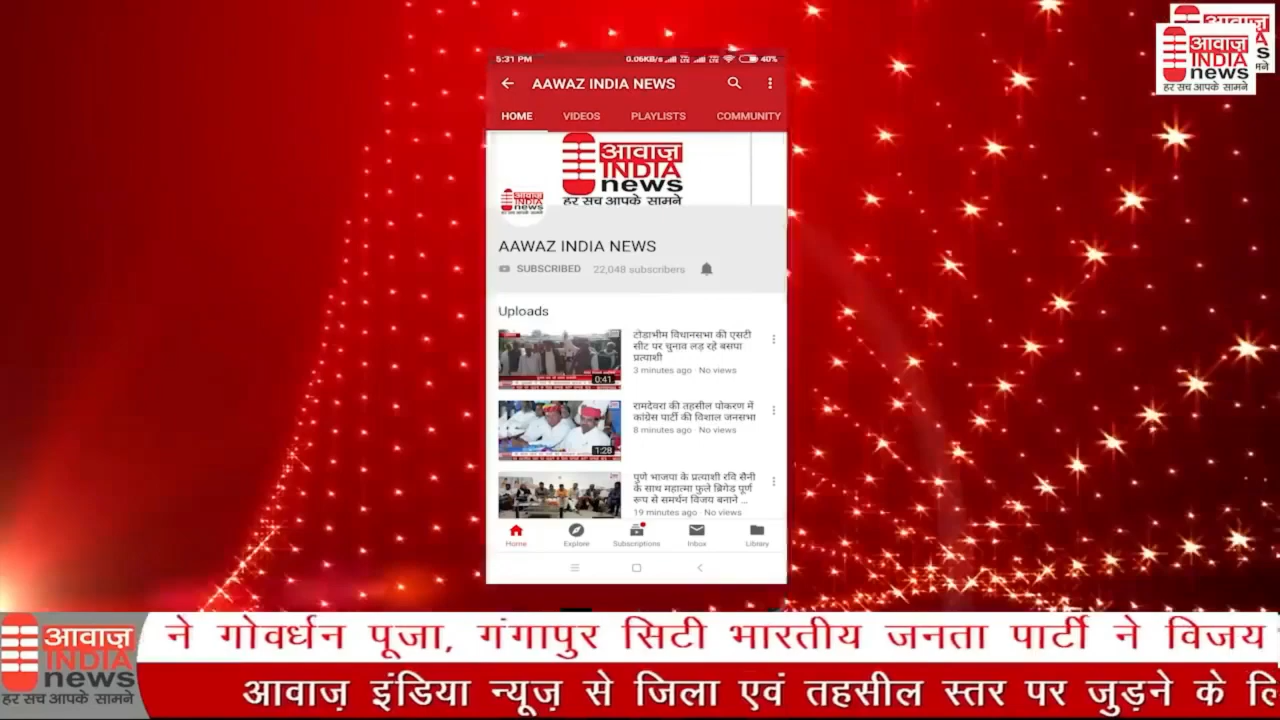 आवाज़
INDIA
news
हर सच आपके सामने
5:31 PM
0.06KB/s
40%
AAWAZ INDIA NEWS
HOME VIDEOS PLAYLISTS COMMUNITY
आवाज़
INDIA
news
हर सच आपके सामने
AAWAZ INDIA NEWS
SUBSCRIBED 22,048 subscribers
Uploads
टोडाभीम विधानसभा की एसटी
सीट पर चुनाव लड़ रहे बसपा
प्रत्याशी
3 minutes ago · No views
0:41
रामदेवरा की तहसील पोकरण में
कांग्रेस पार्टी की विशाल जनसभा
8 minutes ago · No views
1:28
पुणे भाजपा के प्रत्याशी रवि सैनी
के साथ महात्मा फुले ब्रिगेड पूर्ण
रूप से समर्थन विजय बनाने ...
19 minutes ago · No views
Home Explore Subscriptions Inbox Library
आवाज़
INDIA
news
हर सच आपके सामने
ने गोवर्धन पूजा, गंगापुर सिटी भारतीय जनता पार्टी ने विजय
आवाज़ इंडिया न्यूज़ से जिला एवं तहसील स्तर पर जुड़ने के लि